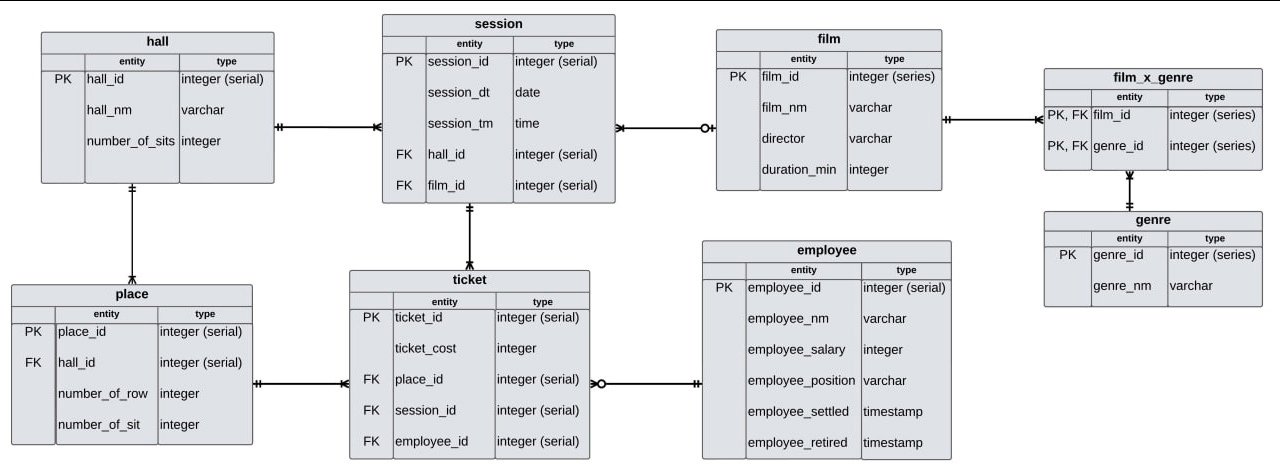 hall
entity type
PK hall_id integer (serial)
hall_nm varchar
number_of_sits integer
session
entity type
PK session_id integer (serial)
session_dt date
session_tm time
FK hall_id integer (serial)
FK film_id integer (serial)
film
entity type
PK film_id integer (series)
film_nm varchar
director varchar
duration_min integer
film_x_genre
entity type
PK, FK film_id integer (series)
PK, FK genre_id integer (series)
genre
entity type
PK genre_id integer (series)
genre_nm varchar
place
entity type
PK place_id integer (serial)
FK hall_id integer (serial)
number_of_row integer
number_of_sit integer
ticket
entity type
PK ticket_id integer (serial)
ticket_cost integer
FK place_id integer (serial)
FK session_id integer (serial)
FK employee_id integer (serial)
employee
entity type
PK employee_id integer (serial)
employee_nm varchar
employee_salary integer
employee_position varchar
employee_settled timestamp
employee_retired timestamp